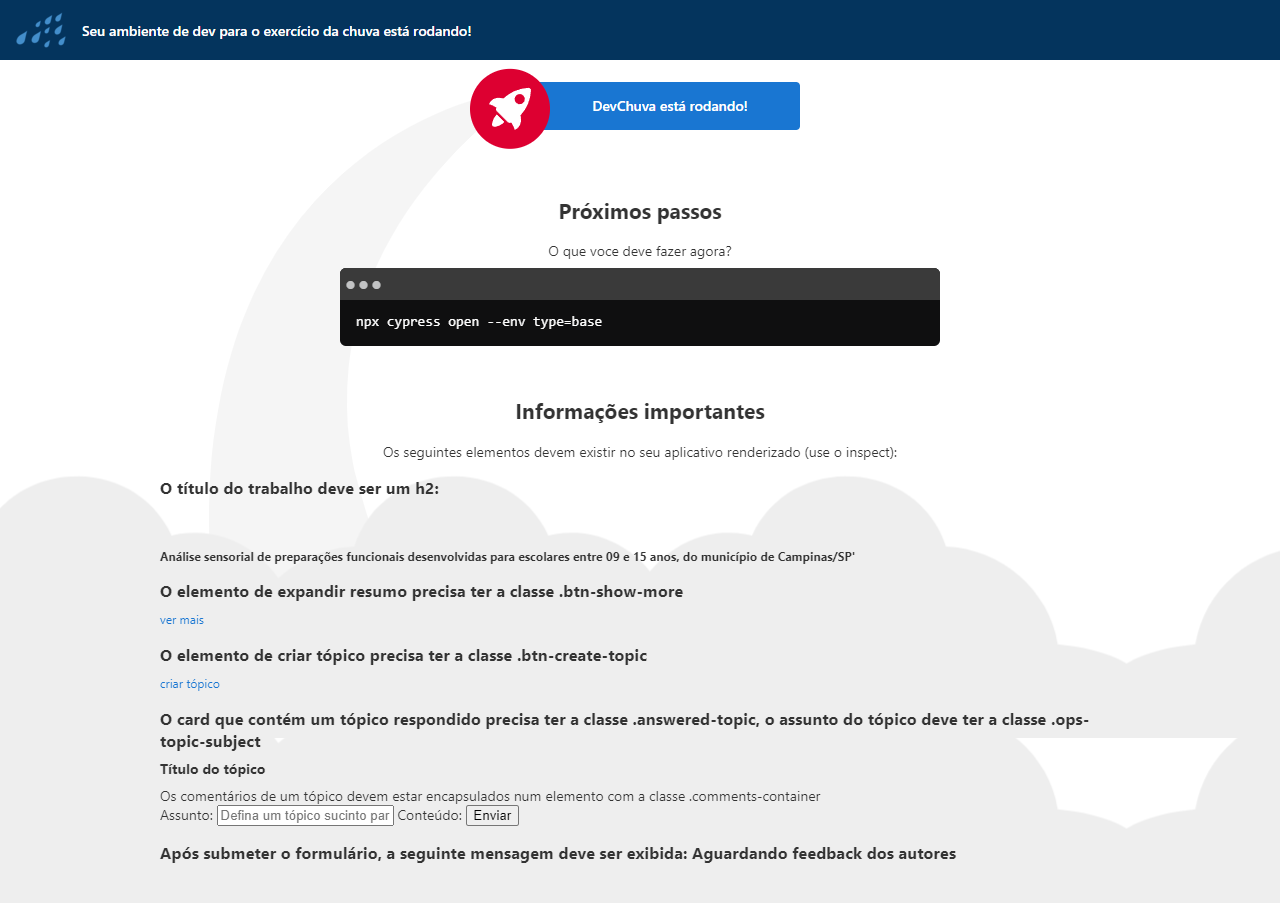 Seu ambiente de dev para o exercício da chuva está rodando!
DevChuva está rodando!
Próximos passos
O que voce deve fazer agora?
npx cypress open --env type=base
Informações importantes
Os seguintes elementos devem existir no seu aplicativo renderizado (use o inspect):
O título do trabalho deve ser um h2:
Análise sensorial de preparações funcionais desenvolvidas para escolares entre 09 e 15 anos, do município de Campinas/SP'
O elemento de expandir resumo precisa ter a classe .btn-show-more
ver mais
O elemento de criar tópico precisa ter a classe .btn-create-topic
criar tópico
O card que contém um tópico respondido precisa ter a classe .answered-topic, o assunto do tópico deve ter a classe .ops-
topic-subject
Título do tópico
Os comentários de um tópico devem estar encapsulados num elemento com a classe .comments-container
Assunto: Defina um tópico sucinto par Conteúdo: Enviar
Após submeter o formulário, a seguinte mensagem deve ser exibida: Aguardando feedback dos autores